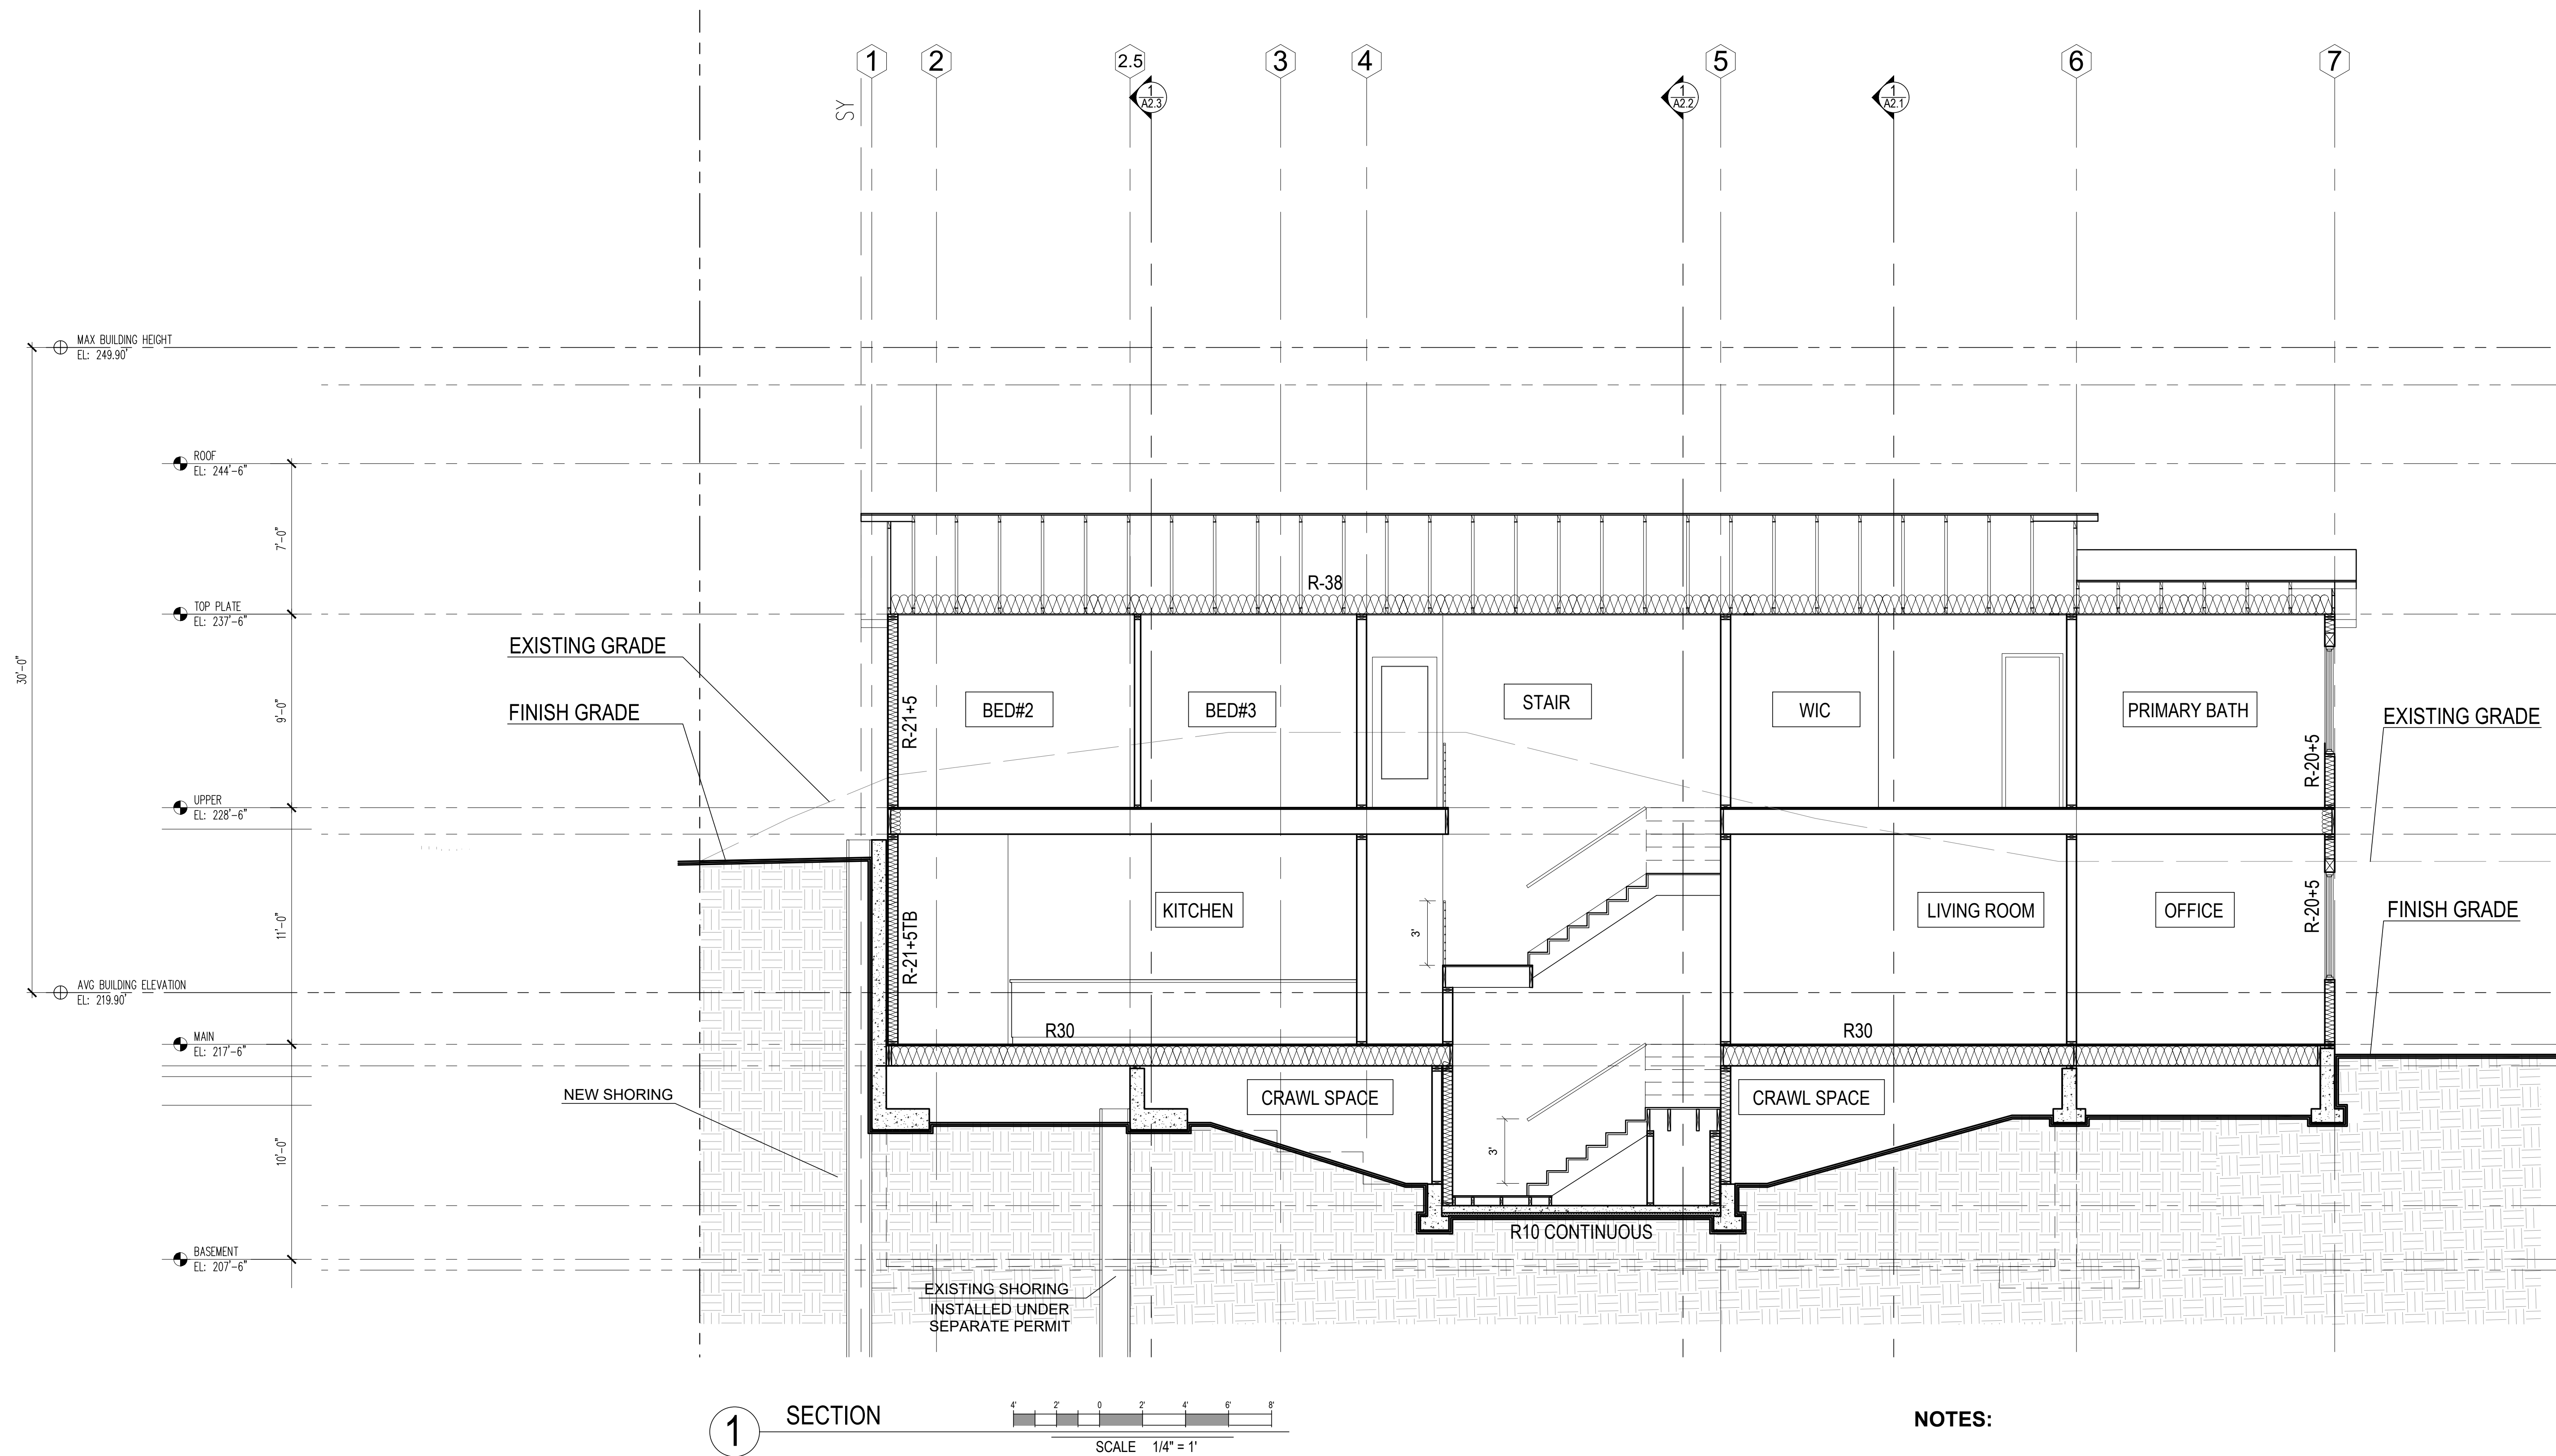 1
2
2.5
3
4
5
6
7
SY
1
A2.3
1
A2.2
1
A2.1
MAX BUILDING HEIGHT
EL: 249.90'
ROOF
EL: 244'-6"
7'-0"
R-38
TOP PLATE
EL: 237'-6"
30'-0"
9'-0"
EXISTING GRADE
FINISH GRADE
R-21+5
BED#2
BED#3
STAIR
WIC
PRIMARY BATH
R-20+5
EXISTING GRADE
UPPER
EL: 228'-6"
11'-0"
R-21+5TB
KITCHEN
3'
LIVING ROOM
OFFICE
R-20+5
FINISH GRADE
AVG BUILDING ELEVATION
EL: 219.90'
MAIN
EL: 217'-6"
R30
R30
NEW SHORING
CRAWL SPACE
CRAWL SPACE
10'-0"
3'
R10 CONTINUOUS
BASEMENT
EL: 207'-6"
EXISTING SHORING
INSTALLED UNDER
SEPARATE PERMIT
1
SECTION
4' 2' 0 2' 4' 6' 8'
SCALE 1/4" = 1'
NOTES: